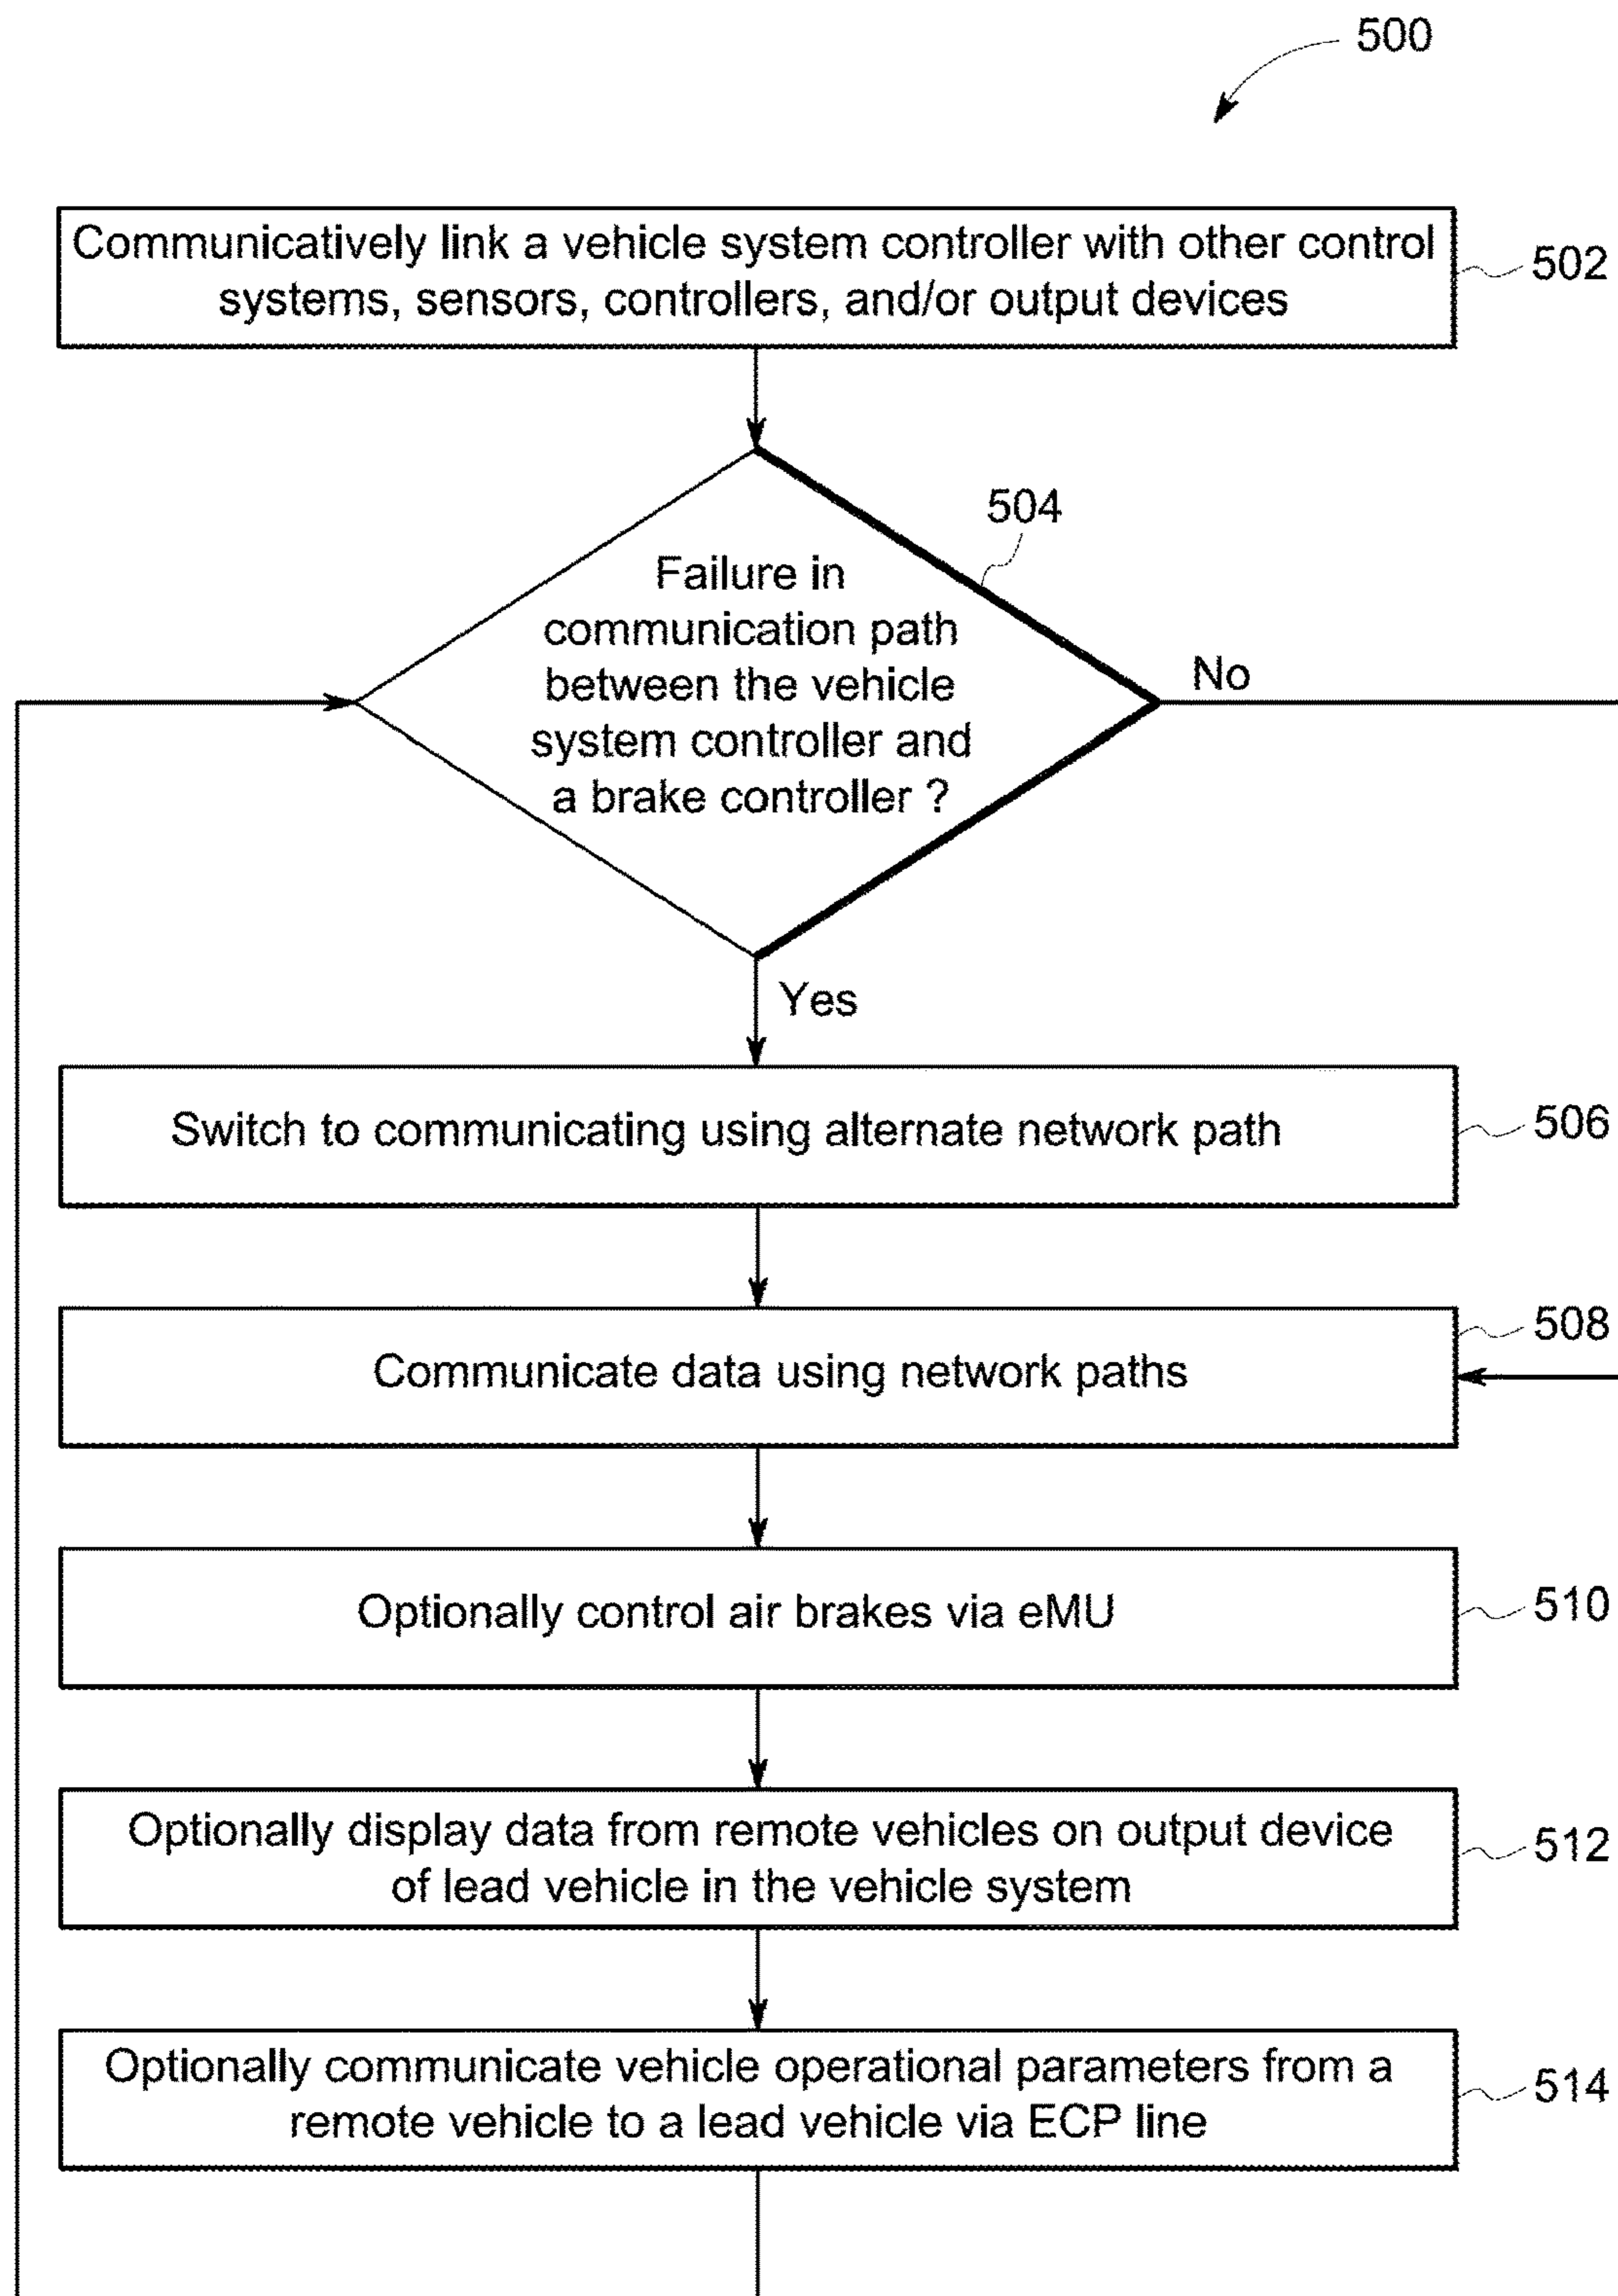 500
Communicatively link a vehicle system controller with other control
systems, sensors, controllers, and/or output devices
502
504
Failure in
communication path
between the vehicle
system controller and
a brake controller ?
No
Yes
Switch to communicating using alternate network path
506
Communicate data using network paths
508
Optionally control air brakes via eMU
510
Optionally display data from remote vehicles on output device
of lead vehicle in the vehicle system
512
Optionally communicate vehicle operational parameters from a
remote vehicle to a lead vehicle via ECP line
514